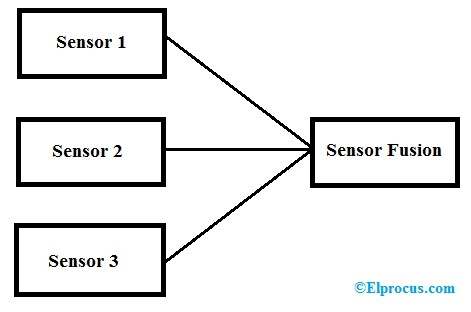 Sensor 1
Sensor 2
Sensor Fusion
Sensor 3
©Elprocus.com